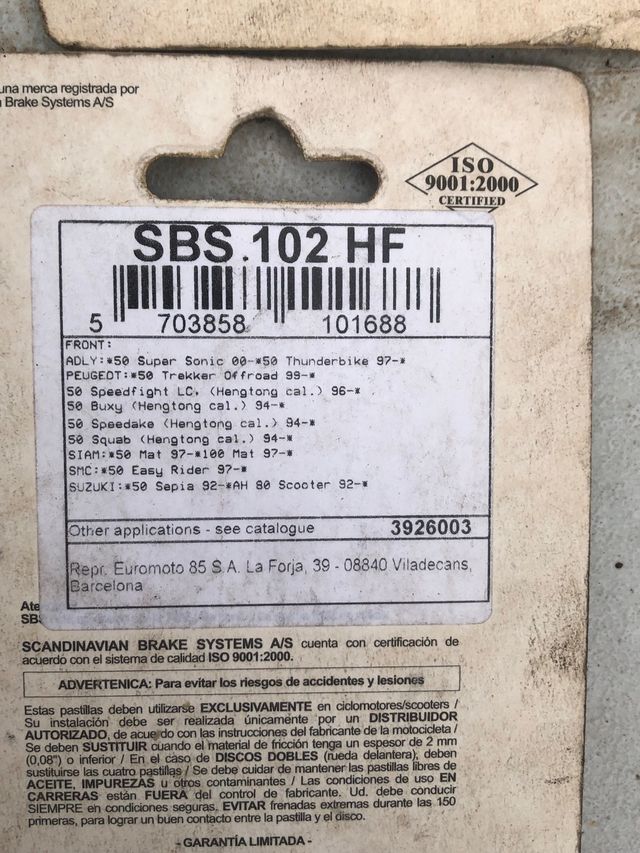 una marca registrada por
Brake Systems A/S
ISO
9001:2000
CERTIFIED
SBS.102 HF
5 703858 101688
FRONT:
ADLY:*50 Super Sonic 00-*50 Thunderbike 97-*
PEUGEOT:*50 Trekker Offroad 99-*
50 Speedfight LC, (Hengtong cal.) 96-*
50 Buxy (Hengtong cal.) 94-*
50 Speedake (Hengtong cal.) 94-*
50 Squab (Hengtong cal.) 94-*
SIAM:*50 Mat 97-*100 Mat 97-*
SMC:*50 Easy Rider 97-*
SUZUKI:*50 Sepia 92-*AH 80 Scooter 92-*
Other applications - see catalogue 3926003
Repr. Euromoto 85 S.A. La Forja, 39 - 08840 Viladecans,
Barcelona
Ate
SBS
SCANDINAVIAN BRAKE SYSTEMS A/S cuenta con certificación de
acuerdo con el sistema de calidad ISO 9001:2000.
ADVERTENICA: Para evitar los riesgos de accidentes y lesiones
Estas pastillas deben utilizarse EXCLUSIVAMENTE en ciclomotores/scooters /
Su instalación debe ser realizada únicamente por un DISTRIBUIDOR
AUTORIZADO, de acuedo con las instrucciones del fabricante de la motocicleta /
Se deben SUSTITUIR cuando el material de fricción tenga un espesor de 2 mm
(0,08") o inferior / En el caso de DISCOS DOBLES (rueda delantera), deben
sustituirse las cuatro pastillas / Se debe cuidar de mantener las pastillas libres de
ACEITE, IMPUREZAS u otros contaminantes / Las condiciones de uso EN
CARRERAS están FUERA del control de fabricante. Ud. debe conducir
SIEMPRE en condiciones seguras. EVITAR frenadas extremas durante las 150
primeras, para lograr un buen contacto entre la pastilla y el disco.
- GARANTÍA LIMITADA -